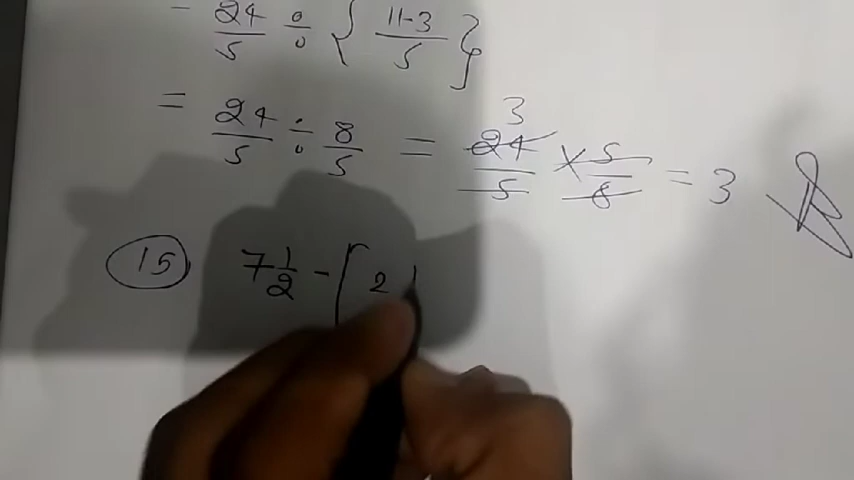 = 24/5 ÷ { 11-3/5 }
= 24/5 ÷ 8/5 = 24/5 × 5/8 = 3
3
15 7 1/2 - [ 2 1